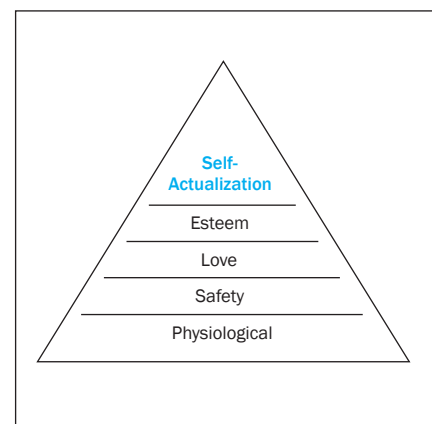 Self-
Actualization
Esteem
Love
Safety
Physiological